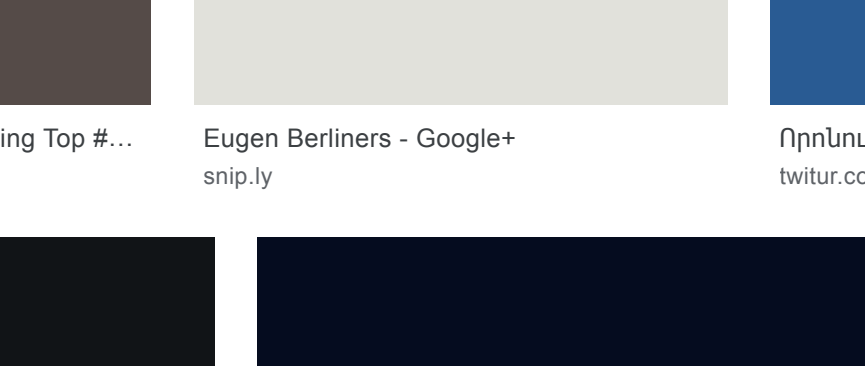 ing Top #...
Eugen Berliners - Google+
snip.ly
Որոնու
twitur.co